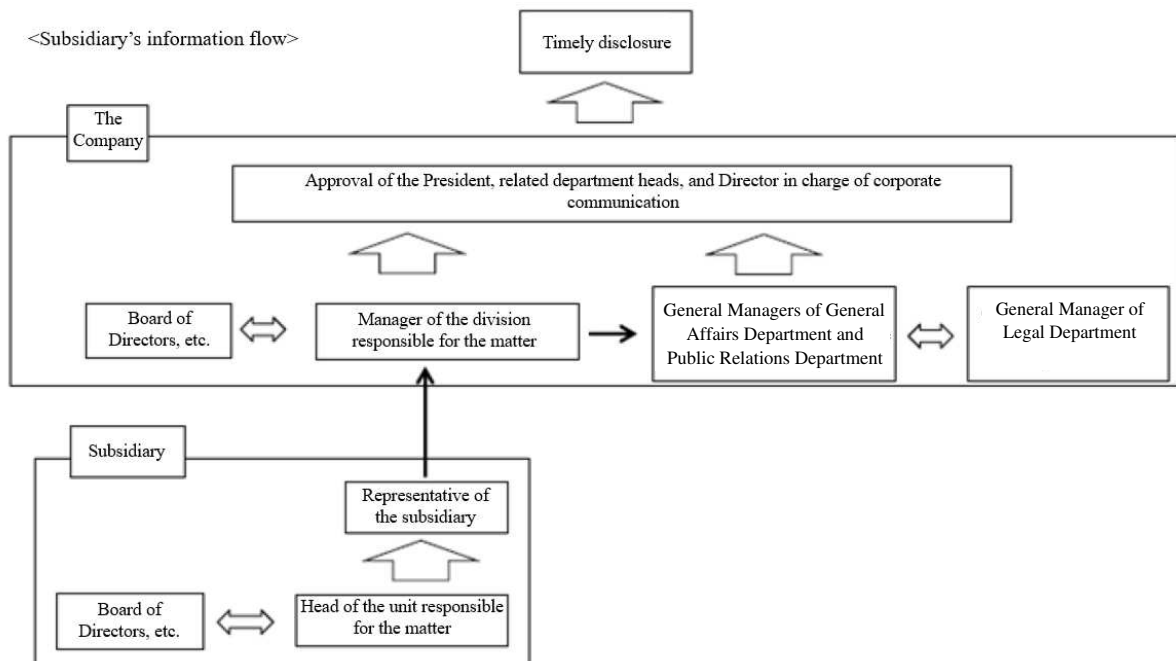 <Subsidiary's information flow>
Timely disclosure
The
Company
Approval of the President, related department heads, and Director in charge of corporate
communication
Board of
Directors, etc.
Manager of the division
responsible for the matter
General Managers of General
Affairs Department and
Public Relations Department
General Manager of
Legal Department
Subsidiary
Representative of
the subsidiary
Board of
Directors, etc.
Head of the unit responsible
for the matter